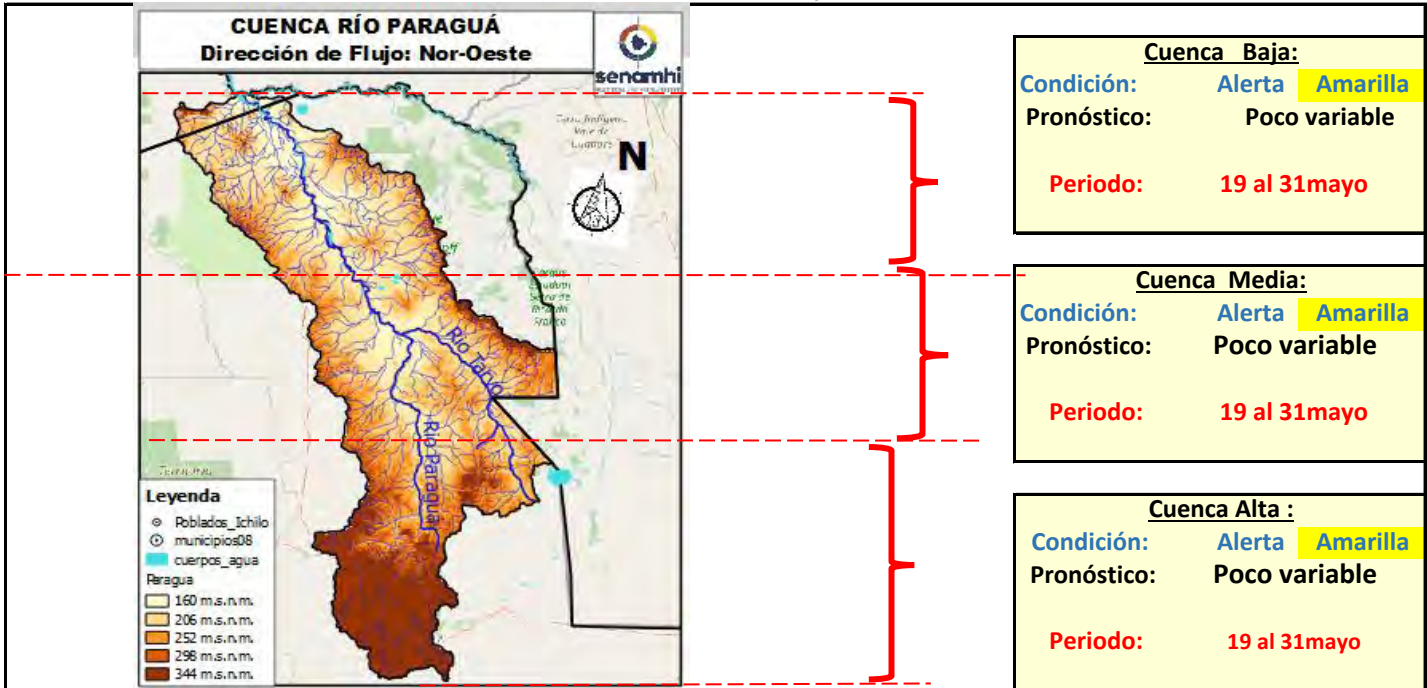 CUENCA RÍO PARAGUÁ
Dirección de Flujo: Nor-Oeste
senamhi
N
Río Tarvo
Río Paraguá
Leyenda
Poblados_Ichilo
municipios08
cuerpos_agua
Paragua
160 m.s.n.m.
206 m.s.n.m.
252 m.s.n.m.
298 m.s.n.m.
344 m.s.n.m.
Cuenca Baja:
Condición: Alerta Amarilla
Pronóstico: Poco variable
Periodo: 19 al 31mayo
Cuenca Media:
Condición: Alerta Amarilla
Pronóstico: Poco variable
Periodo: 19 al 31mayo
Cuenca Alta :
Condición: Alerta Amarilla
Pronóstico: Poco variable
Periodo: 19 al 31mayo